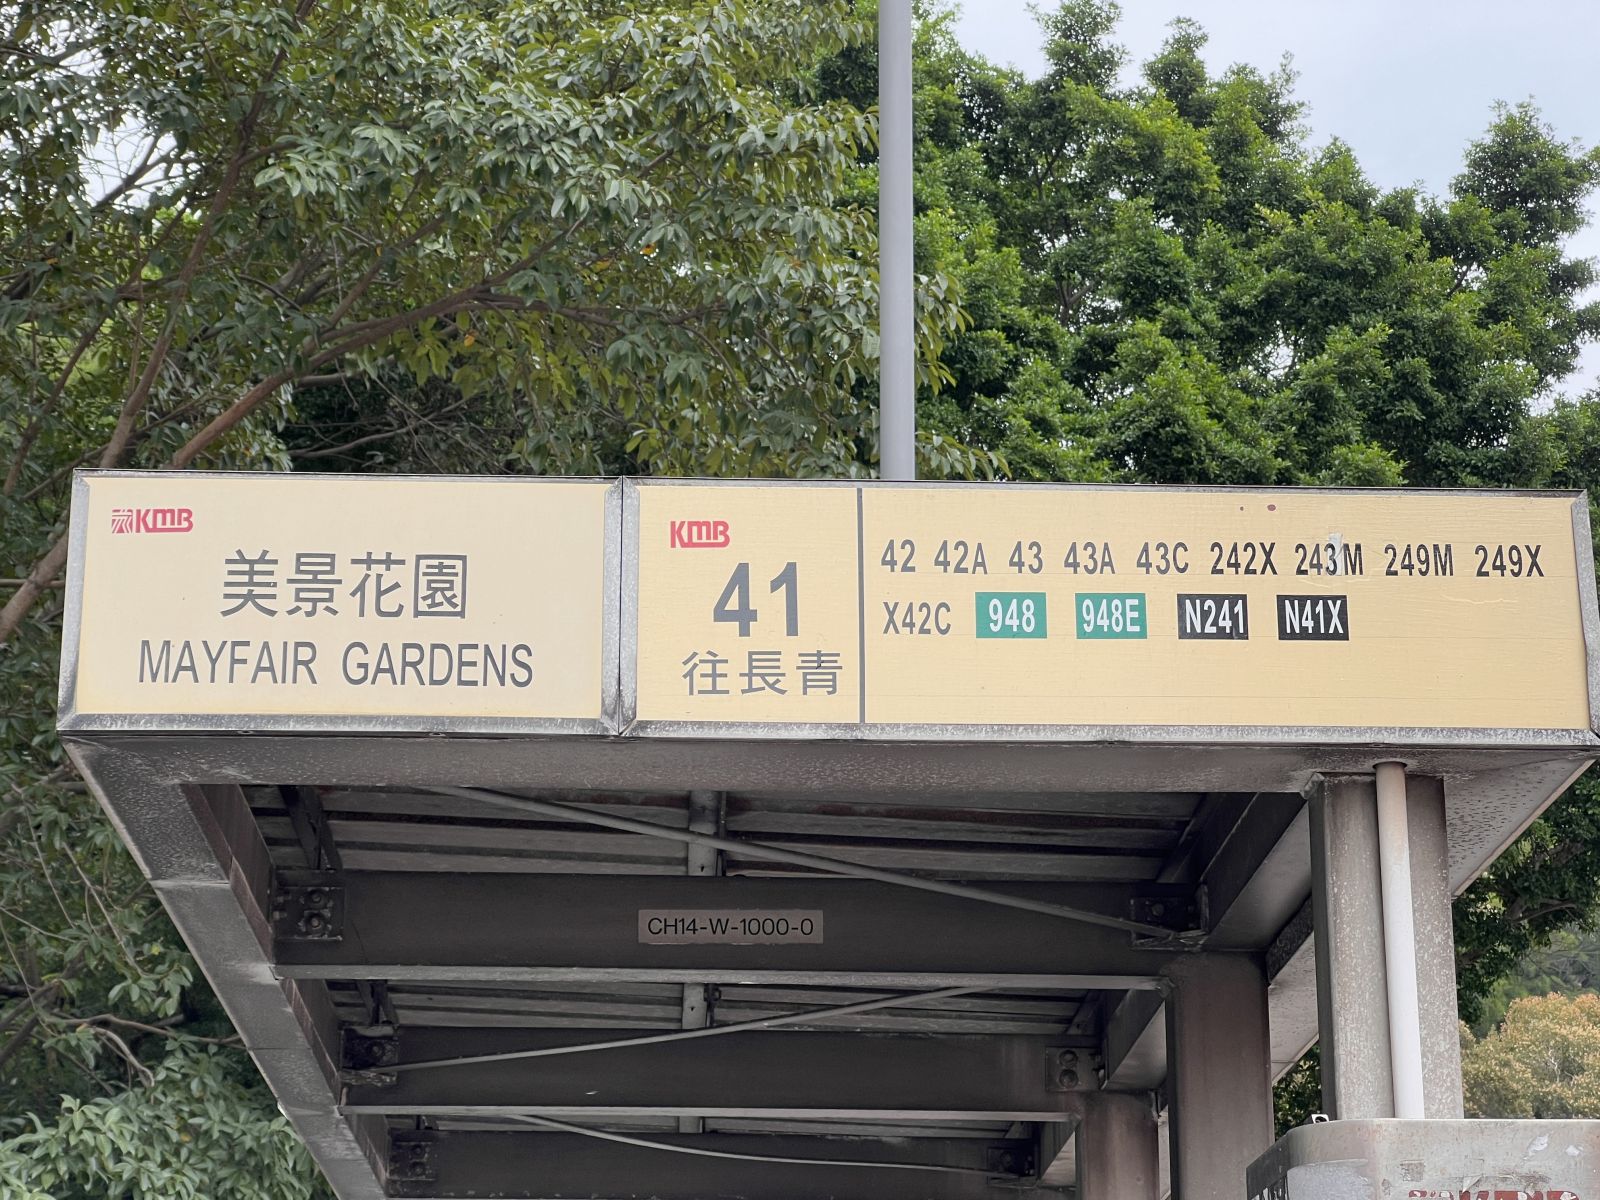 KMB
美景花園
MAYFAIR GARDENS
KMB
41
往長青
42 42A 43 43A 43C 242X 243M 249M 249X
X42C 948 948E N241 N41X
CH14-W-1000-0